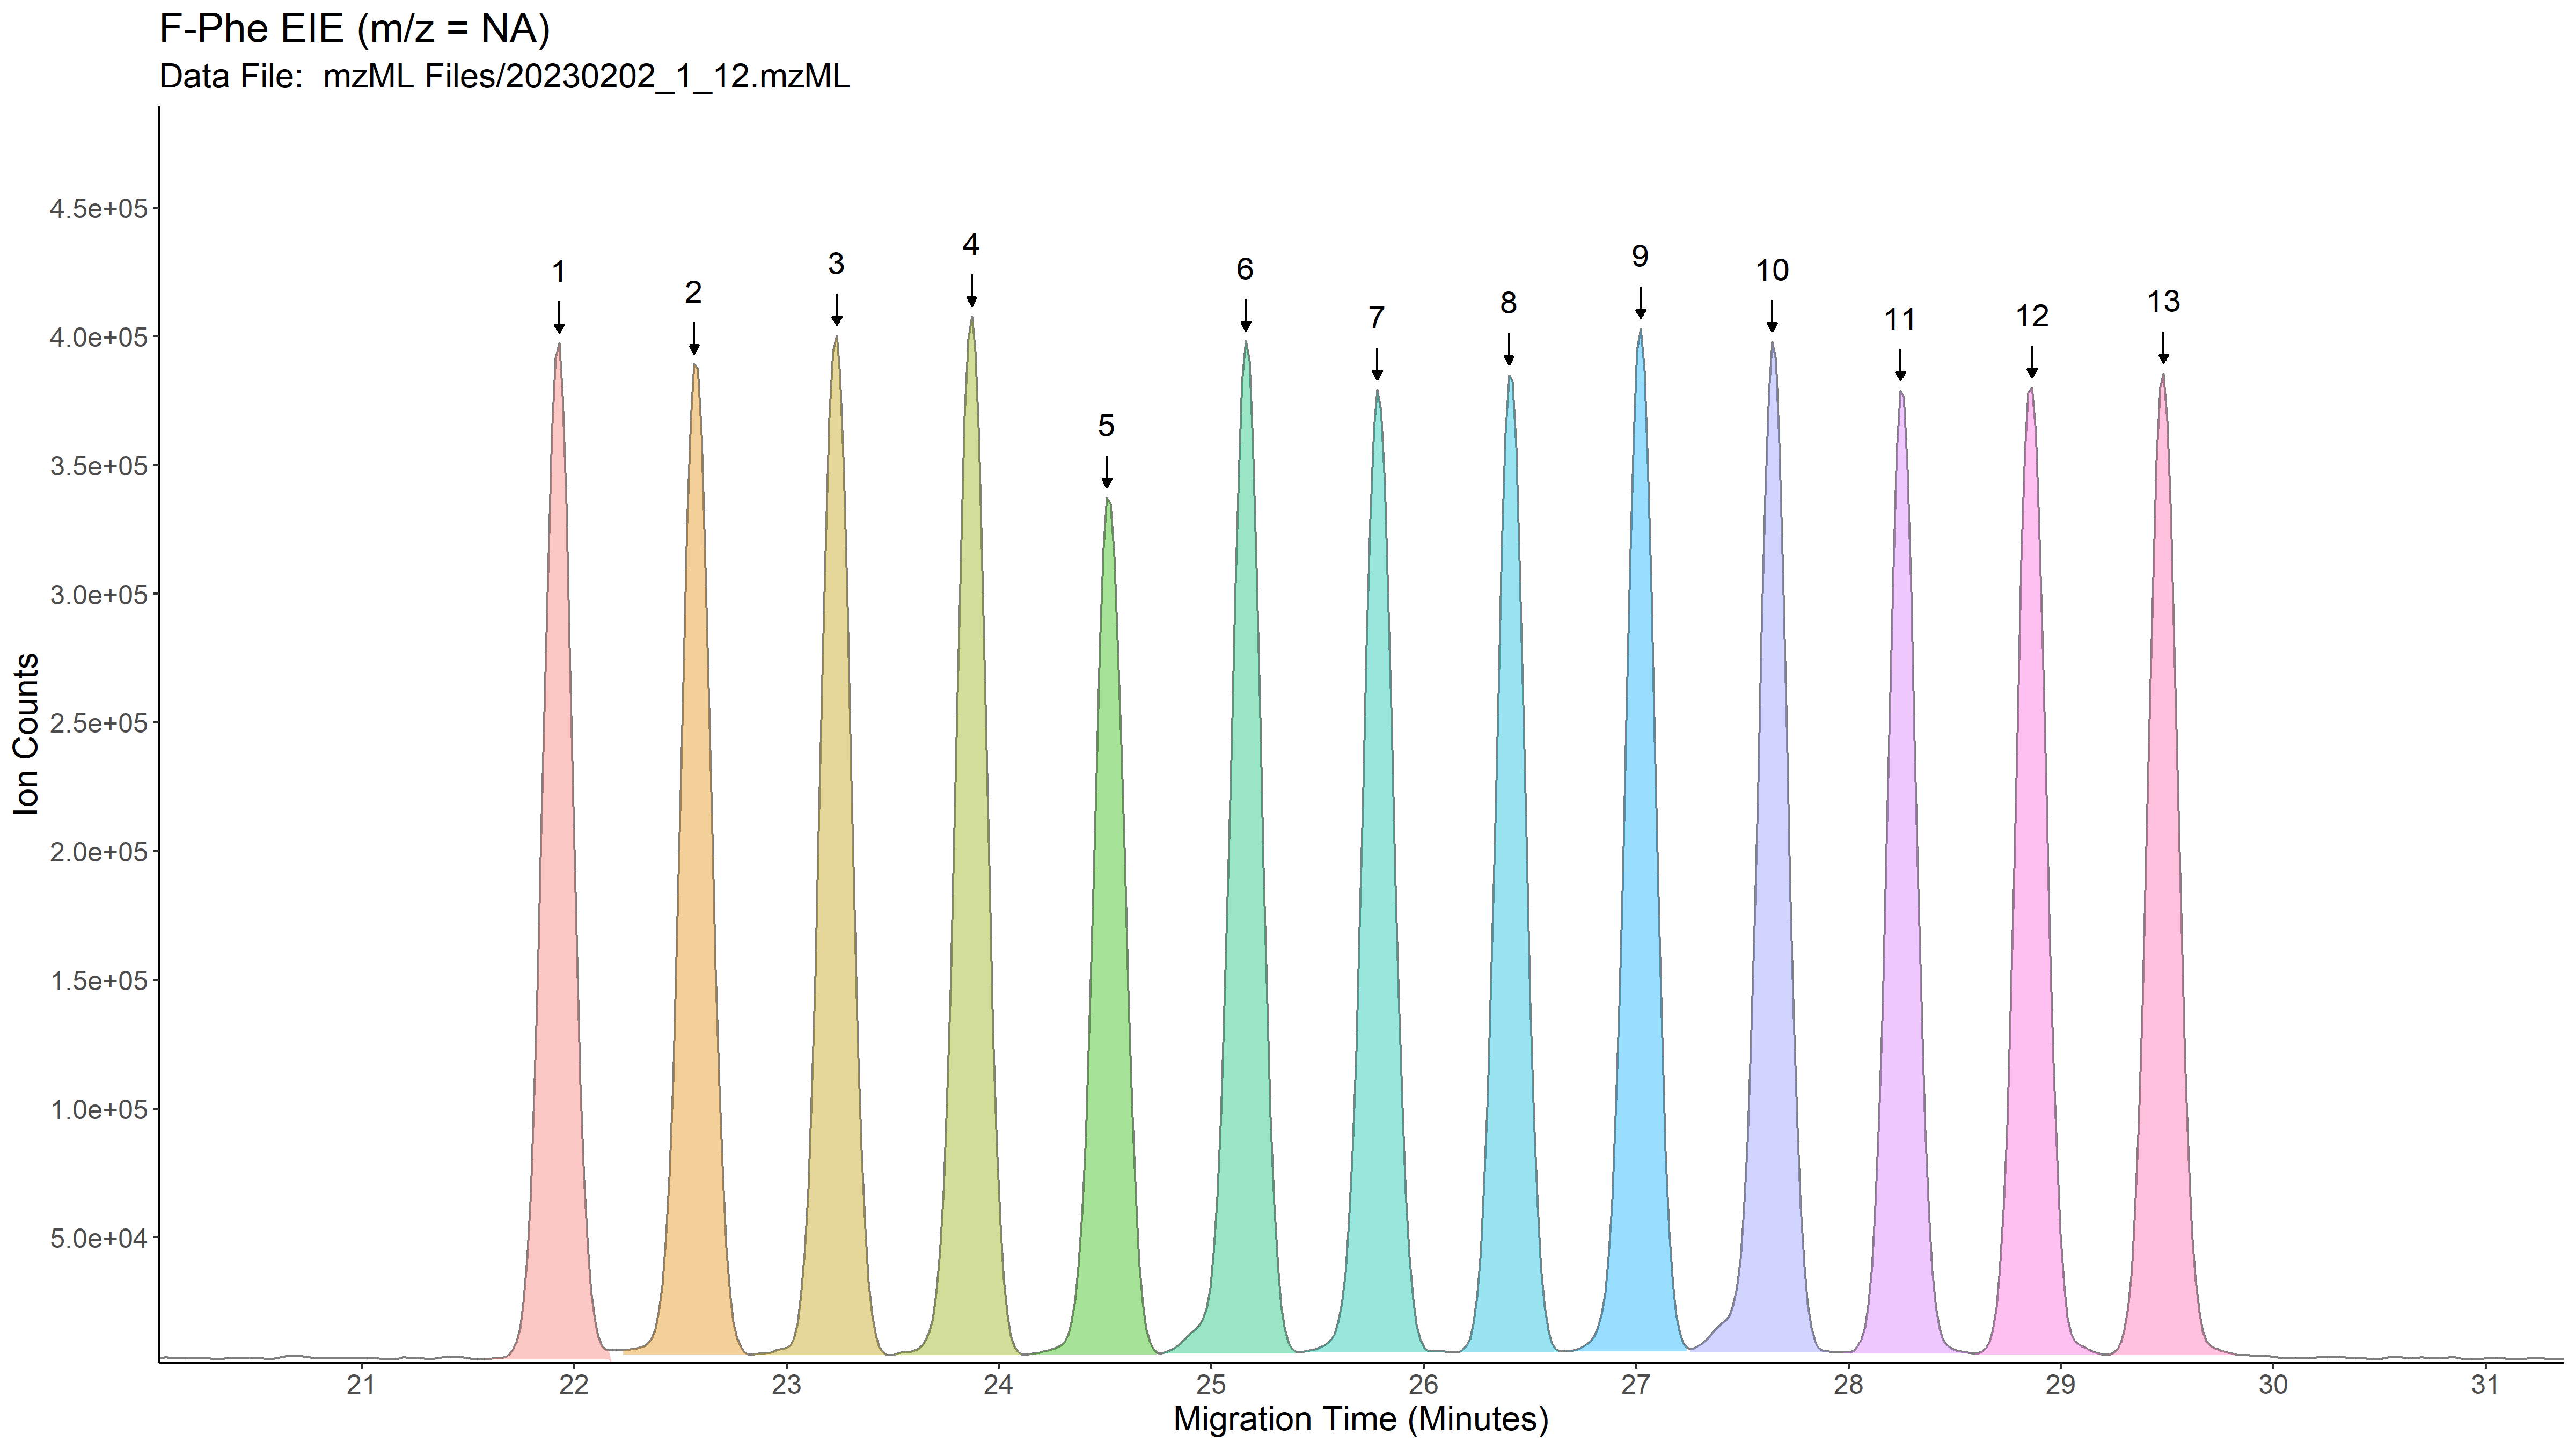 F-Phe EIE (m/z = NA)
Data File:  mzML Files/20230202_1_12.mzML
Ion Counts
4.5e+05
4.0e+05
3.5e+05
3.0e+05
2.5e+05
2.0e+05
1.5e+05
1.0e+05
5.0e+04
1 2 3 4 5 6 7 8 9 10 11 12 13
21 22 23 24 25 26 27 28 29 30 31
Migration Time (Minutes)